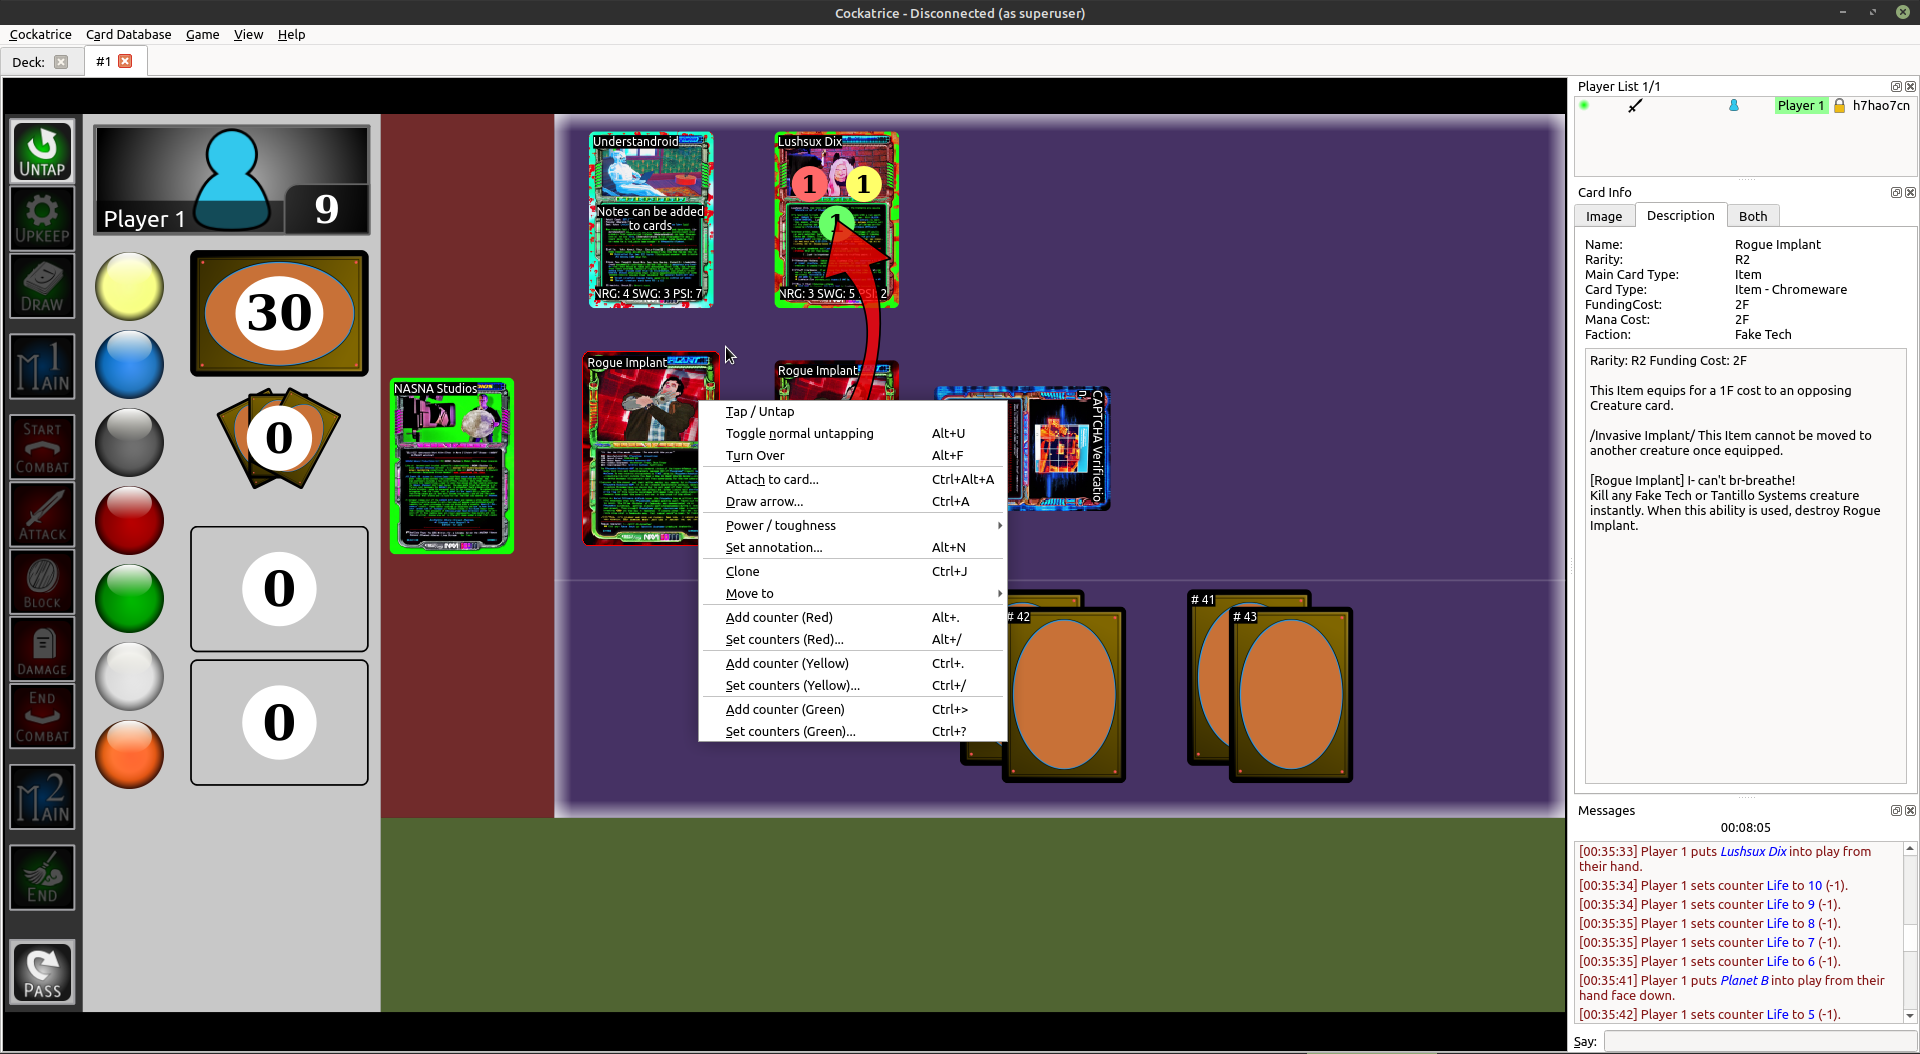 Cockatrice - Disconnected (as superuser)
Cockatrice Card Database Game View Help
Deck: #1
UNTAP
UPKEEP
DRAW
1
MAIN
START
COMBAT
ATTACK
BLOCK
DAMAGE
END
COMBAT
2
MAIN
END
PASS
Player 1 9
30
0
0
0
NASNA Studios
Understandroid
Notes can be added
to cards
NRG: 4 SWG: 3 PSI: 7
Lushsux Dix
1 1
1
NRG: 3 SWG: 5 PSI: 2
Rogue Implant
Rogue Implant
CAPTCHA Verificatio
n
# 42
# 41
# 43
Tap / Untap
Toggle normal untapping Alt+U
Turn Over Alt+F
Attach to card... Ctrl+Alt+A
Draw arrow... Ctrl+A
Power / toughness
Set annotation... Alt+N
Clone Ctrl+J
Move to
Add counter (Red) Alt+.
Set counters (Red)... Alt+/
Add counter (Yellow) Ctrl+.
Set counters (Yellow)... Ctrl+/
Add counter (Green) Ctrl+>
Set counters (Green)... Ctrl+?
Player List 1/1
Player 1 h7hao7cn
Card Info
Image Description Both
Name: Rogue Implant
Rarity: R2
Main Card Type: Item
Card Type: Item - Chromeware
FundingCost: 2F
Mana Cost: 2F
Faction: Fake Tech
Rarity: R2 Funding Cost: 2F
This Item equips for a 1F cost to an opposing
Creature card.
/Invasive Implant/ This Item cannot be moved to
another creature once equipped.
[Rogue Implant] I- can't br-breathe!
Kill any Fake Tech or Tantillo Systems creature
instantly. When this ability is used, destroy Rogue
Implant.
Messages
00:08:05
[00:35:33] Player 1 puts Lushsux Dix into play from
their hand.
[00:35:34] Player 1 sets counter Life to 10 (-1).
[00:35:34] Player 1 sets counter Life to 9 (-1).
[00:35:35] Player 1 sets counter Life to 8 (-1).
[00:35:35] Player 1 sets counter Life to 7 (-1).
[00:35:35] Player 1 sets counter Life to 6 (-1).
[00:35:41] Player 1 puts Planet B into play from their
hand face down.
[00:35:42] Player 1 sets counter Life to 5 (-1).
Say: